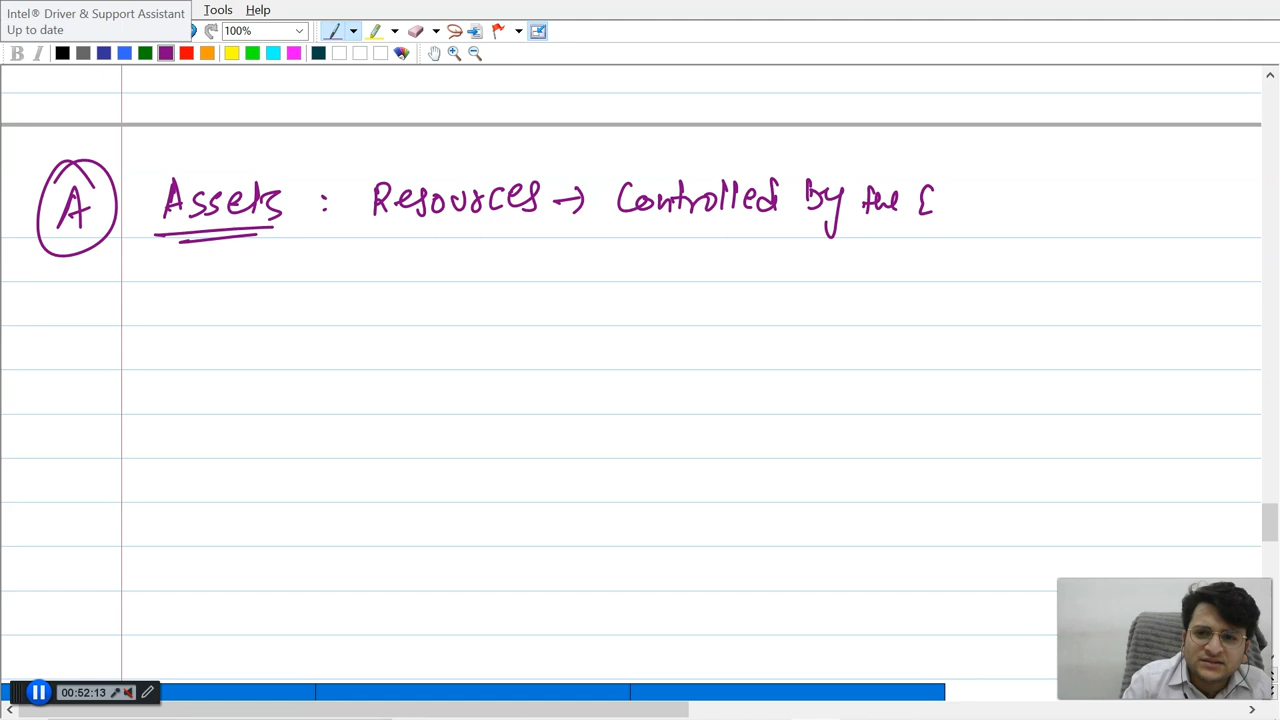 Intel® Driver & Support Assistant
Up to date
Tools Help
100%
B I
A Assets : Resources → Controlled by the E
00:52:13